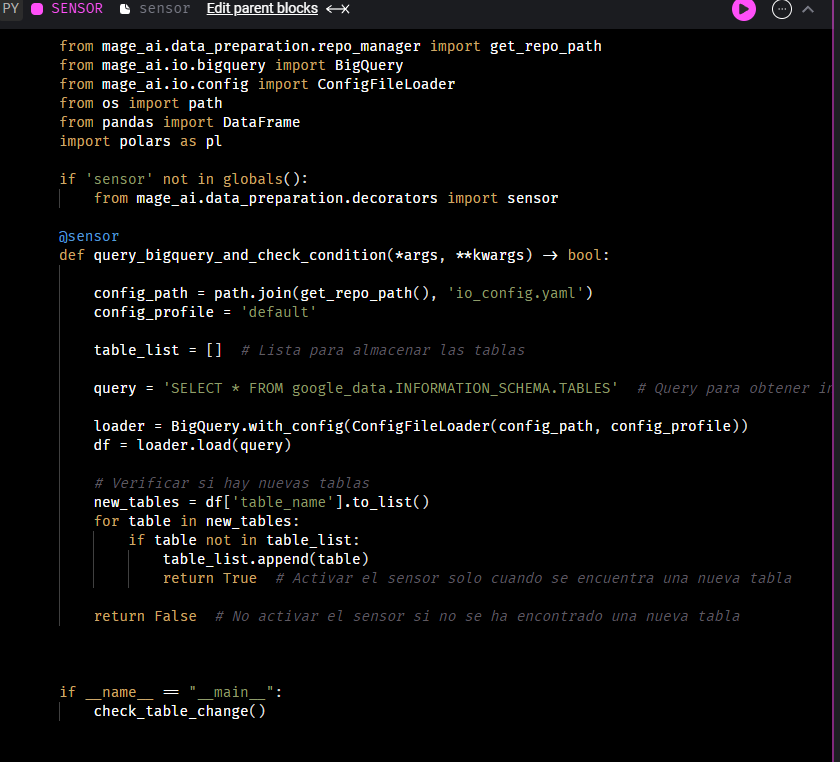 PY SENSOR sensor Edit parent blocks
from mage_ai.data_preparation.repo_manager import get_repo_path
from mage_ai.io.bigquery import BigQuery
from mage_ai.io.config import ConfigFileLoader
from os import path
from pandas import DataFrame
import polars as pl
if 'sensor' not in globals():
    from mage_ai.data_preparation.decorators import sensor
@sensor
def query_bigquery_and_check_condition(*args, **kwargs) -> bool:
    config_path = path.join(get_repo_path(), 'io_config.yaml')
    config_profile = 'default'
    table_list = []  # Lista para almacenar las tablas
    query = 'SELECT * FROM google_data.INFORMATION_SCHEMA.TABLES'  # Query para obtener
    loader = BigQuery.with_config(ConfigFileLoader(config_path, config_profile))
    df = loader.load(query)
    # Verificar si hay nuevas tablas
    new_tables = df['table_name'].to_list()
    for table in new_tables:
        if table not in table_list:
            table_list.append(table)
            return True  # Activar el sensor solo cuando se encuentra una nueva tabla
    return False  # No activar el sensor si no se ha encontrado una nueva tabla
if __name__ == "__main__":
    check_table_change()